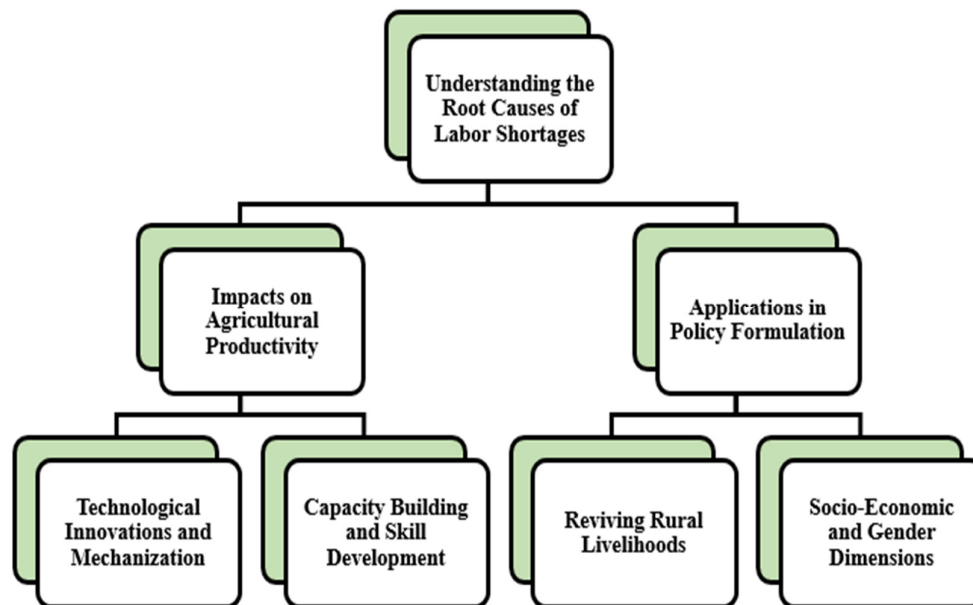 Understanding the
Root Causes of
Labor Shortages
Impacts on
Agricultural
Productivity
Applications in
Policy Formulation
Technological
Innovations and
Mechanization
Capacity Building
and Skill
Development
Reviving Rural
Livelihoods
Socio-Economic
and Gender
Dimensions